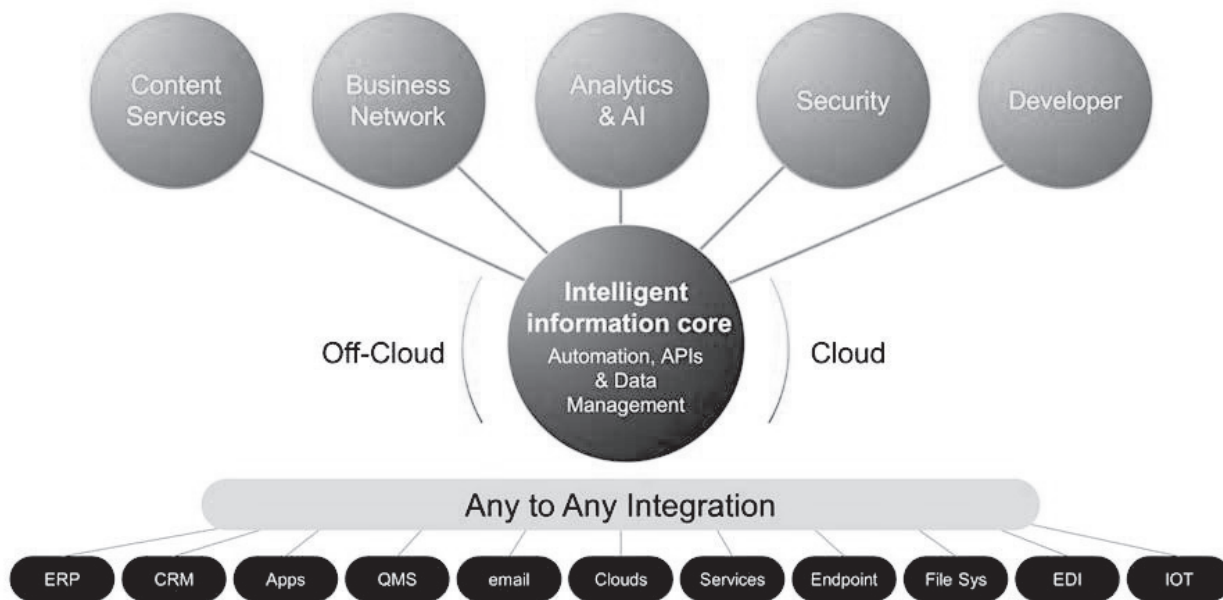 Content
Services
Business
Network
Analytics
& AI
Security
Developer
Intelligent
information core
Automation, APIs
& Data
Management
Off-Cloud
Cloud
Any to Any Integration
ERP
CRM
Apps
QMS
email
Clouds
Services
Endpoint
File Sys
EDI
IOT